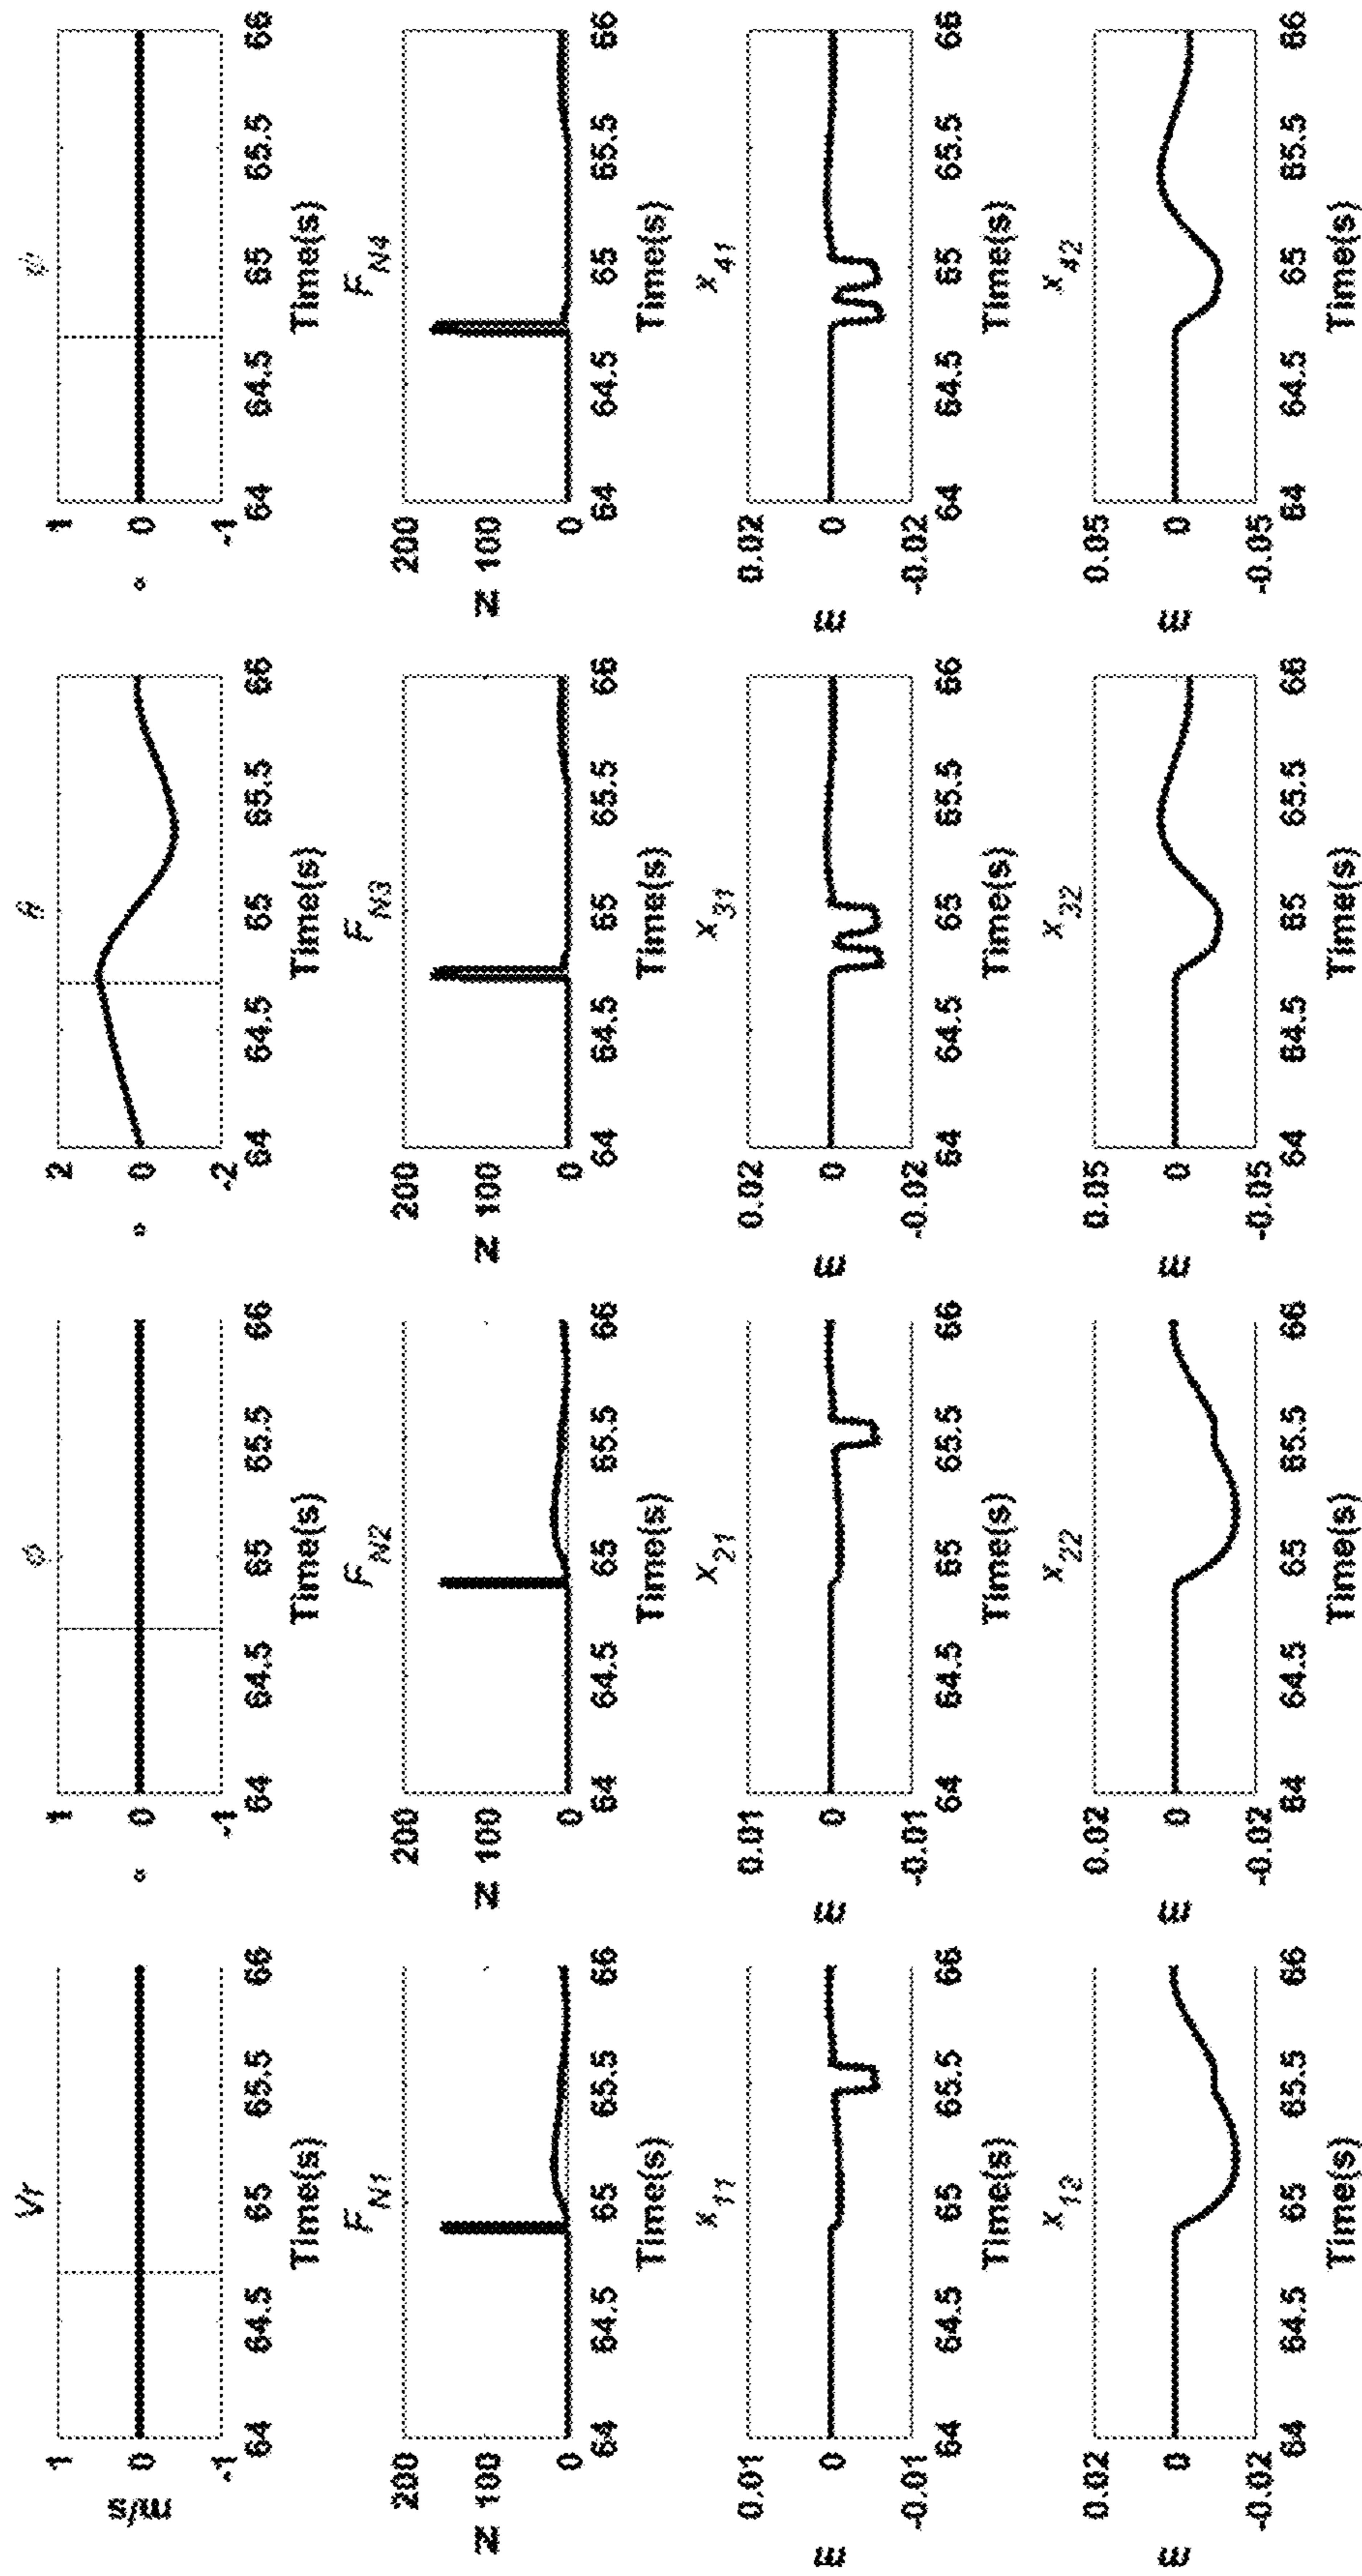 Vr
1
0
-1
m/s
64 64.5 65 65.5 66
Time(s)
ϕ
1
0
-1
°
64 64.5 65 65.5 66
Time(s)
θ
2
0
-2
°
64 64.5 65 65.5 66
Time(s)
ψ
1
0
-1
°
64 64.5 65 65.5 66
Time(s)
F_N1
200
100
0
N
64 64.5 65 65.5 66
Time(s)
F_N2
200
100
0
N
64 64.5 65 65.5 66
Time(s)
F_N3
200
100
0
N
64 64.5 65 65.5 66
Time(s)
F_N4
200
100
0
N
64 64.5 65 65.5 66
Time(s)
x_11
0.01
0
-0.01
m
64 64.5 65 65.5 66
Time(s)
x_21
0.01
0
-0.01
m
64 64.5 65 65.5 66
Time(s)
x_31
0.02
0
-0.02
m
64 64.5 65 65.5 66
Time(s)
x_41
0.02
0
-0.02
m
64 64.5 65 65.5 66
Time(s)
x_12
0.02
0
-0.02
m
64 64.5 65 65.5 66
Time(s)
x_22
0.02
0
-0.02
m
64 64.5 65 65.5 66
Time(s)
x_32
0.05
0
-0.05
m
64 64.5 65 65.5 66
Time(s)
x_42
0.05
0
-0.05
m
64 64.5 65 65.5 66
Time(s)